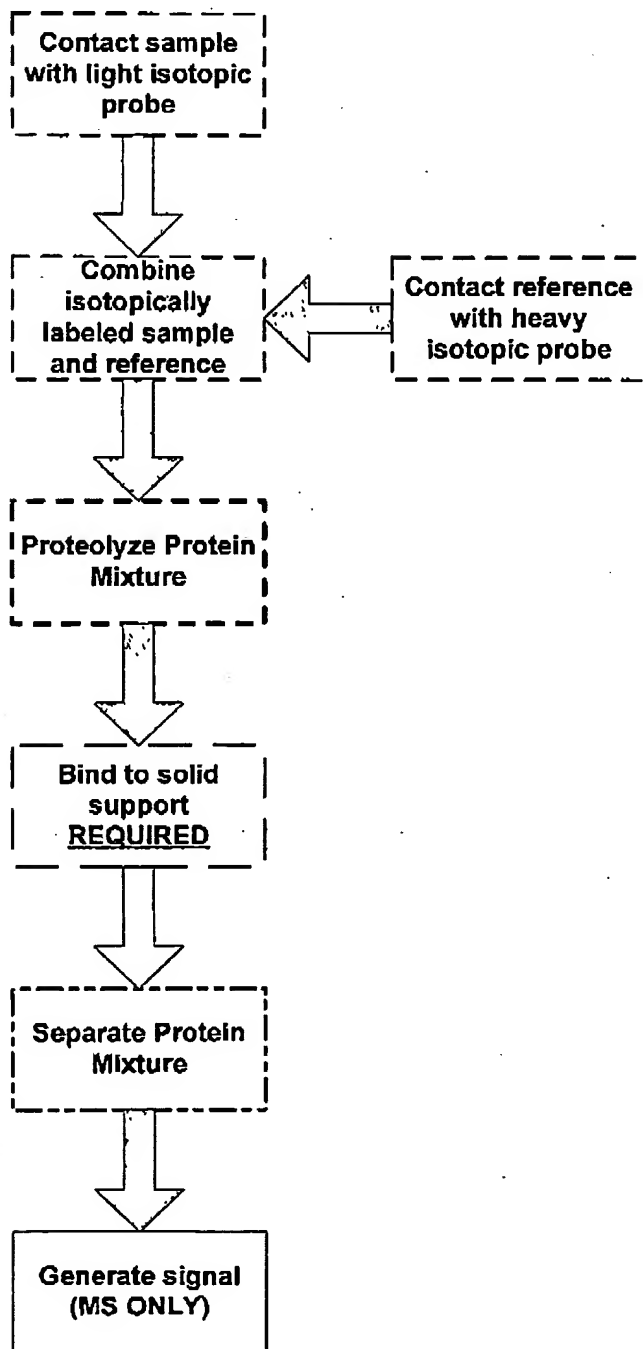 Contact sample
with light isotopic
probe
Combine
isotopically
labeled sample
and reference
Contact reference
with heavy
isotopic probe
Proteolyze Protein
Mixture
Bind to solid
support
REQUIRED
Separate Protein
Mixture
Generate signal
(MS ONLY)